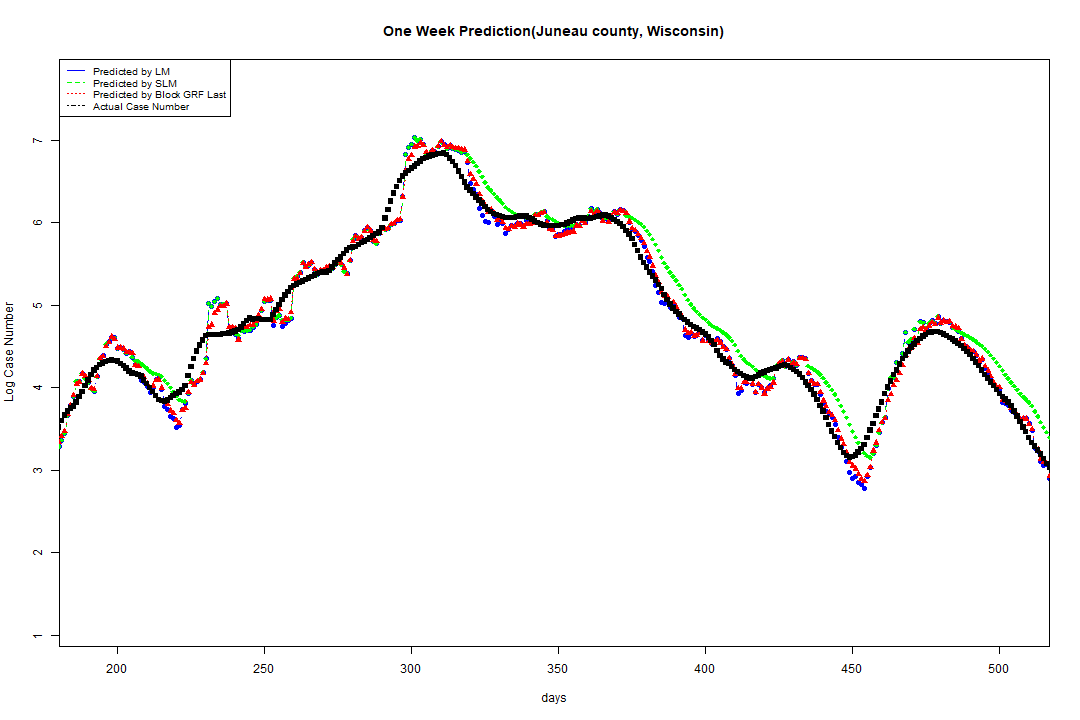 One Week Prediction(Juneau county, Wisconsin)
Predicted by LM
Predicted by SLM
Predicted by Block GRF Last
Actual Case Number
Log Case Number
7
6
5
4
3
2
1
200 250 300 350 400 450 500
days